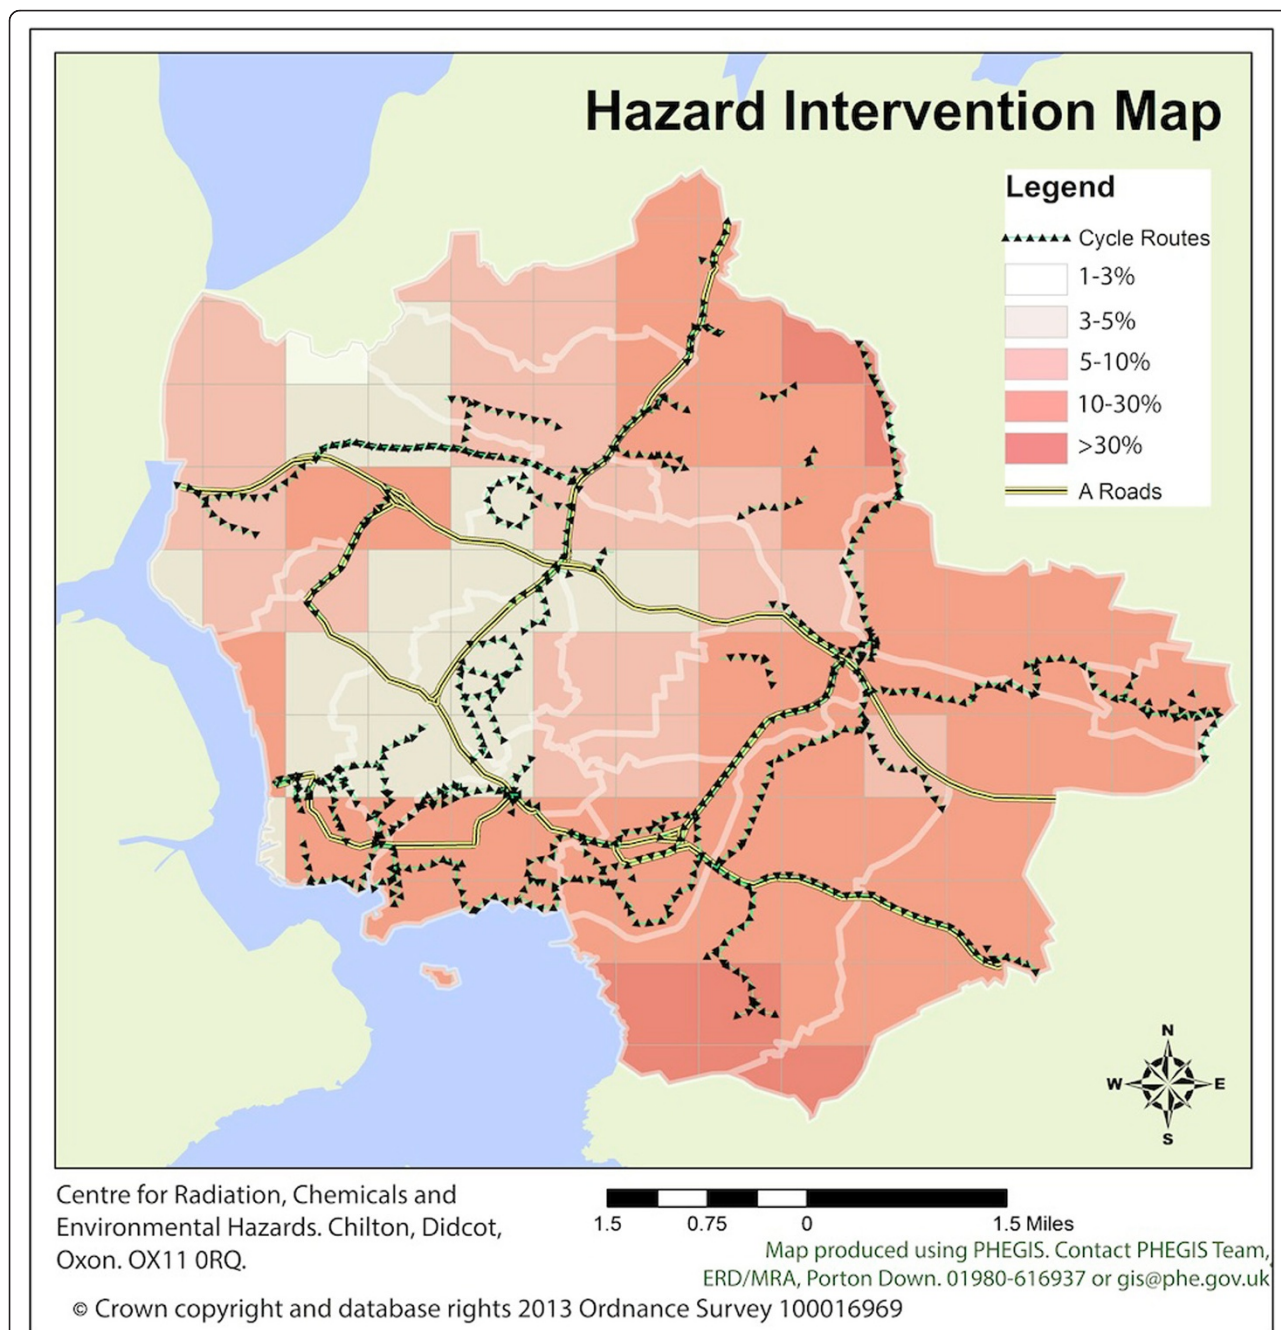 Hazard Intervention Map
Legend
Cycle Routes
1-3%
3-5%
5-10%
10-30%
>30%
A Roads
N
W E
S
Centre for Radiation, Chemicals and
Environmental Hazards. Chilton, Didcot,
Oxon. OX11 0RQ.
1.5 0.75 0 1.5 Miles
Map produced using PHEGIS. Contact PHEGIS Team,
ERD/MRA, Porton Down. 01980-616937 or gis@phe.gov.uk
© Crown copyright and database rights 2013 Ordnance Survey 100016969